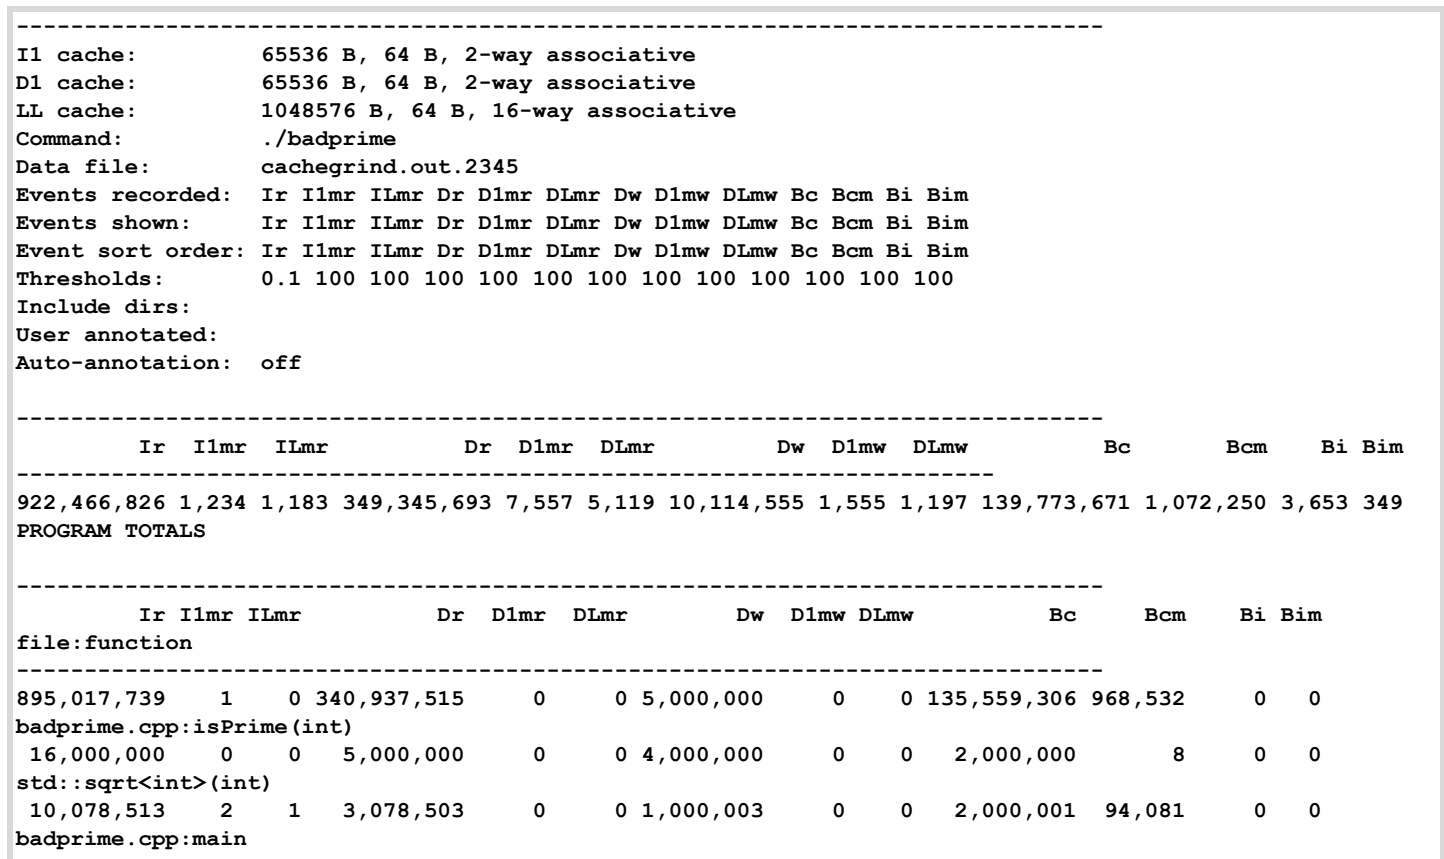 --------------------------------------------------------------------------------
I1 cache:         65536 B, 64 B, 2-way associative
D1 cache:         65536 B, 64 B, 2-way associative
LL cache:         1048576 B, 64 B, 16-way associative
Command:          ./badprime
Data file:        cachegrind.out.2345
Events recorded:  Ir I1mr ILmr Dr D1mr DLmr Dw D1mw DLmw Bc Bcm Bi Bim
Events shown:     Ir I1mr ILmr Dr D1mr DLmr Dw D1mw DLmw Bc Bcm Bi Bim
Event sort order: Ir I1mr ILmr Dr D1mr DLmr Dw D1mw DLmw Bc Bcm Bi Bim
Thresholds:       0.1 100 100 100 100 100 100 100 100 100 100 100 100
Include dirs:
User annotated:
Auto-annotation:  off
--------------------------------------------------------------------------------
         Ir  I1mr  ILmr          Dr  D1mr  DLmr         Dw  D1mw  DLmw          Bc       Bcm    Bi Bim
------------------------------------------------------------------------
922,466,826 1,234 1,183 349,345,693 7,557 5,119 10,114,555 1,555 1,197 139,773,671 1,072,250 3,653 349
PROGRAM TOTALS
--------------------------------------------------------------------------------
         Ir I1mr ILmr          Dr  D1mr  DLmr        Dw  D1mw DLmw          Bc     Bcm    Bi Bim
file:function
--------------------------------------------------------------------------------
895,017,739    1    0 340,937,515     0     0 5,000,000     0    0 135,559,306 968,532     0   0
badprime.cpp:isPrime(int)
 16,000,000    0    0   5,000,000     0     0 4,000,000     0    0   2,000,000       8     0   0
std::sqrt<int>(int)
 10,078,513    2    1   3,078,503     0     0 1,000,003     0    0   2,000,001  94,081     0   0
badprime.cpp:main